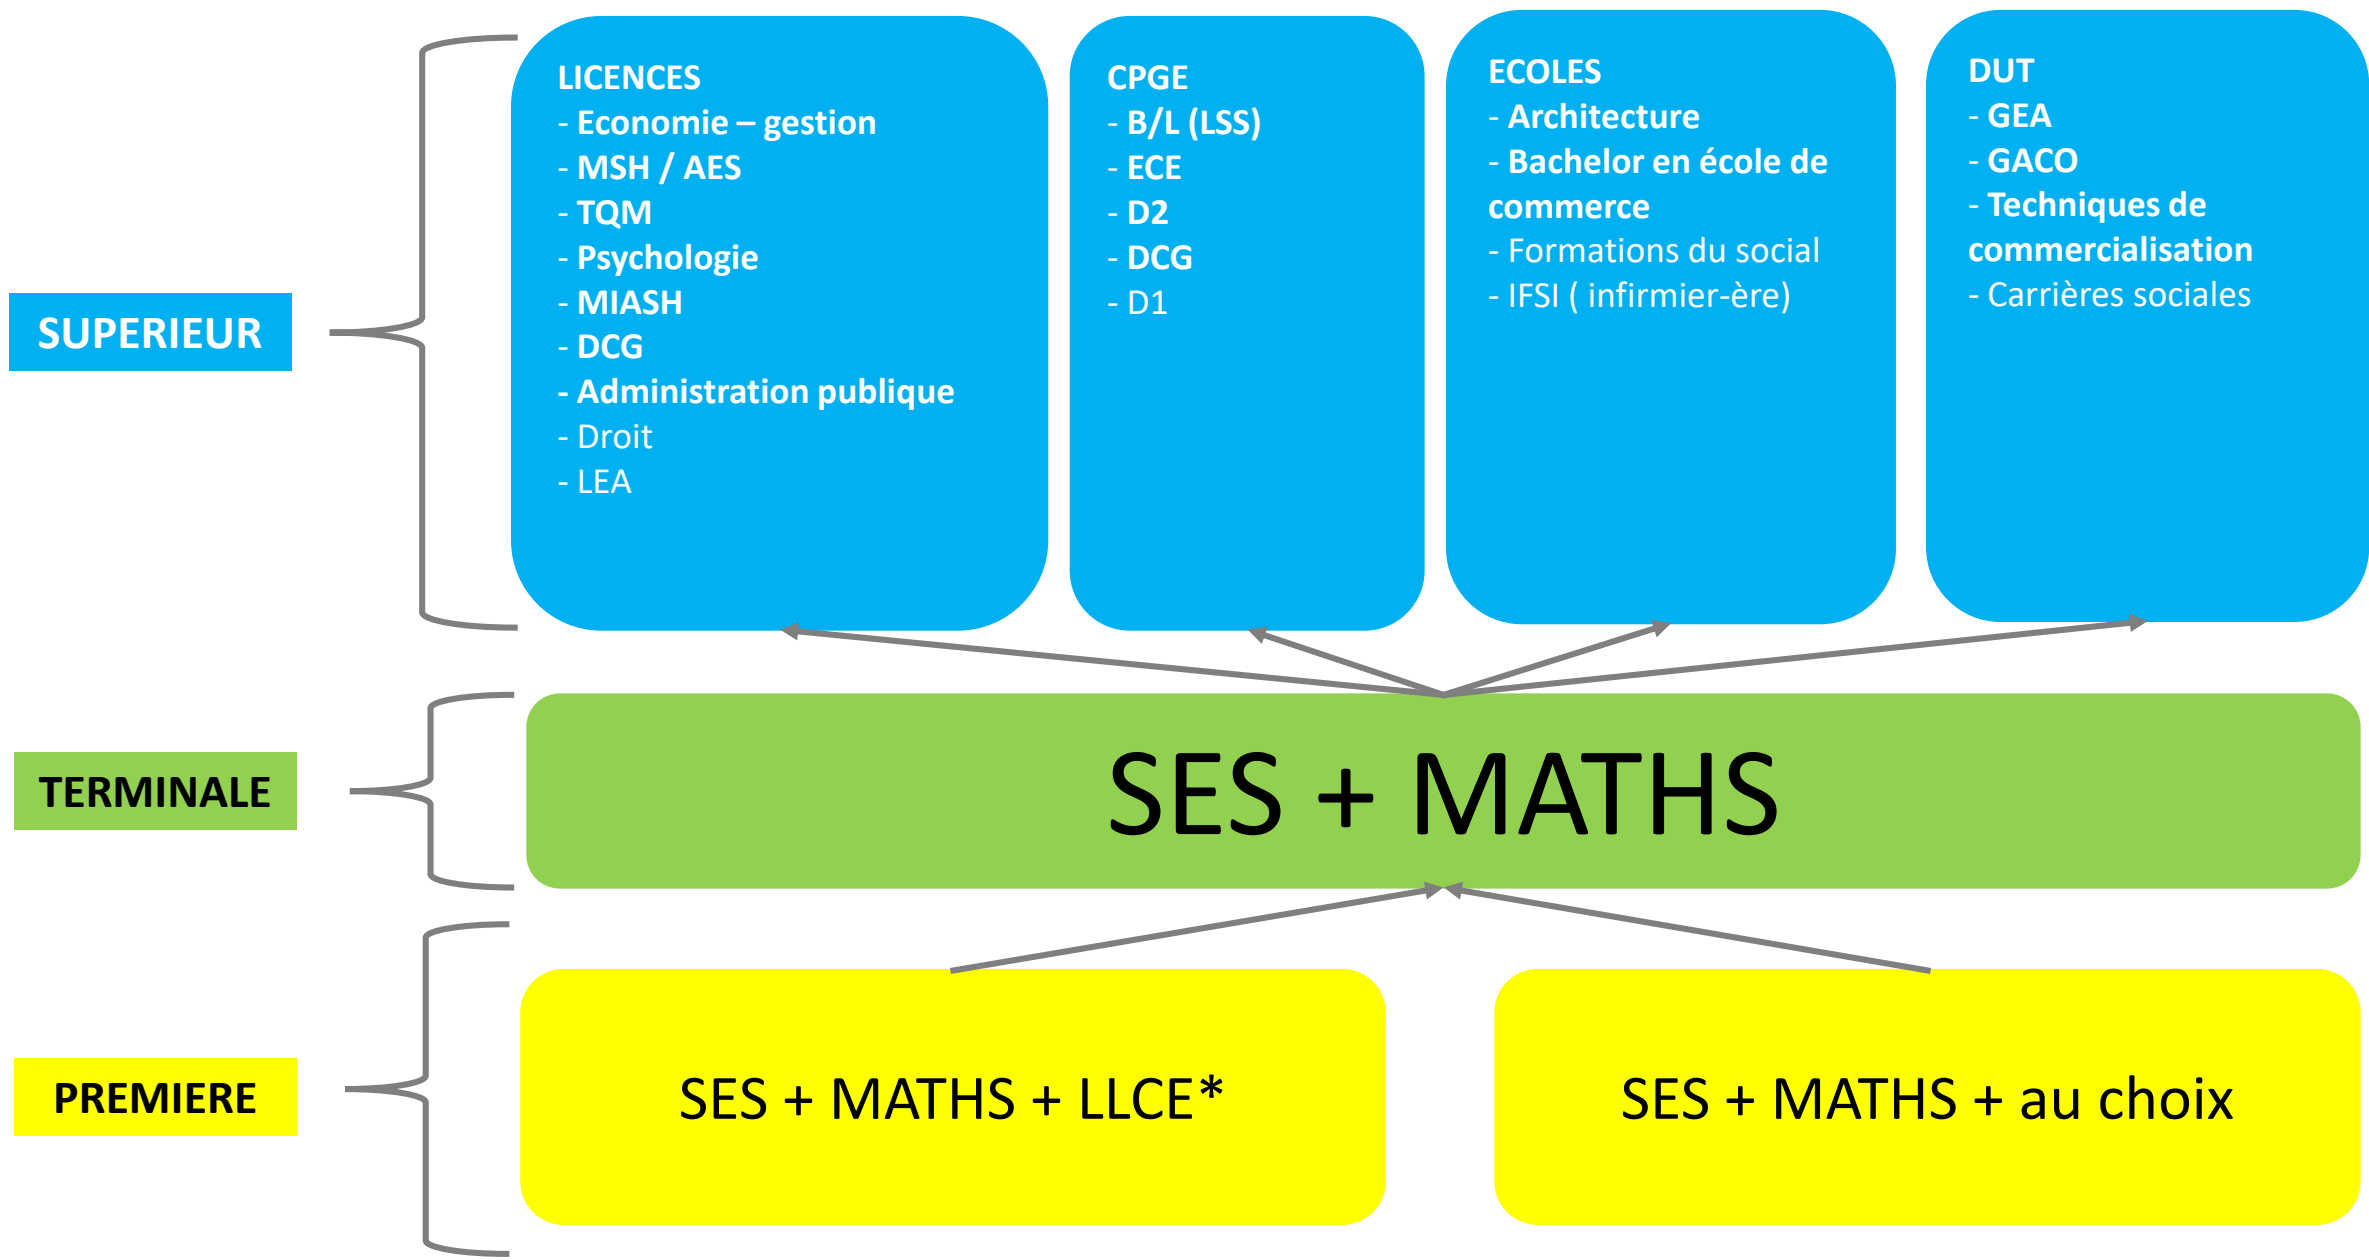 LICENCES
- Economie – gestion
- MSH / AES
- TQM
- Psychologie
- MIASH
- DCG
- Administration publique
- Droit
- LEA
CPGE
- B/L (LSS)
- ECE
- D2
- DCG
- D1
ECOLES
- Architecture
- Bachelor en école de
commerce
- Formations du social
- IFSI ( infirmier-ère)
DUT
- GEA
- GACO
- Techniques de
commercialisation
- Carrières sociales
SUPERIEUR
TERMINALE
SES + MATHS
PREMIERE
SES + MATHS + LLCE*
SES + MATHS + au choix